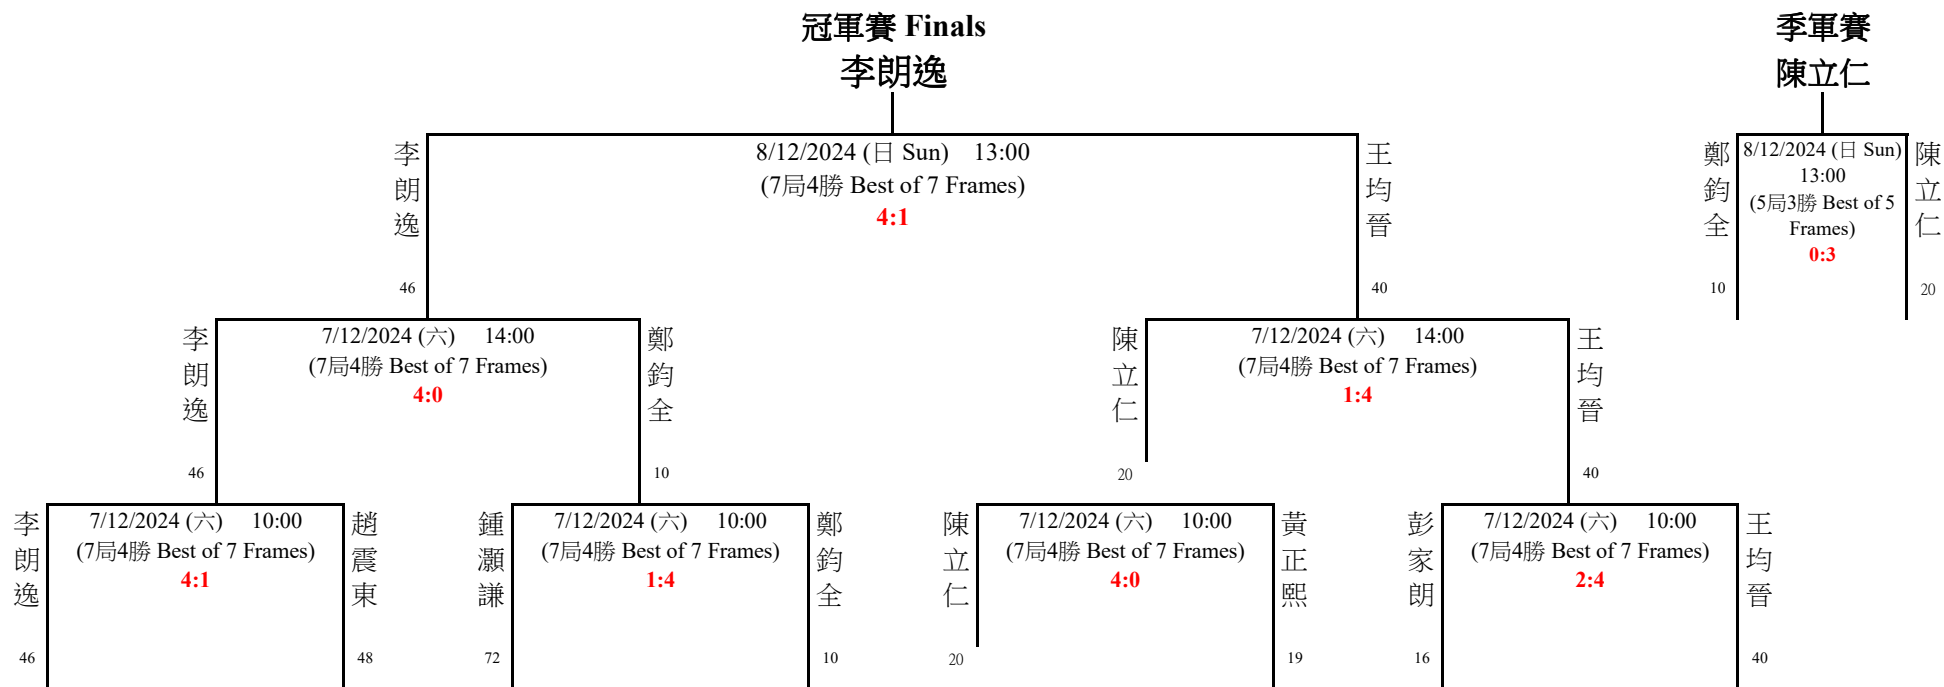 冠軍賽 Finals
李朗逸
季軍賽
陳立仁
李朗逸
8/12/2024 (日 Sun) 13:00
(7局4勝 Best of 7 Frames)
4:1
王均晉
46
40
鄭鈞全
8/12/2024 (日 Sun)
13:00
(5局3勝 Best of 5
Frames)
0:3
陳立仁
10
20
李朗逸
7/12/2024 (六) 14:00
(7局4勝 Best of 7 Frames)
4:0
鄭鈞全
46
10
陳立仁
7/12/2024 (六) 14:00
(7局4勝 Best of 7 Frames)
1:4
王均晉
20
40
李朗逸
7/12/2024 (六) 10:00
(7局4勝 Best of 7 Frames)
4:1
趙震東
46
48
鍾灝謙
7/12/2024 (六) 10:00
(7局4勝 Best of 7 Frames)
1:4
鄭鈞全
72
10
陳立仁
7/12/2024 (六) 10:00
(7局4勝 Best of 7 Frames)
4:0
黃正熙
20
19
彭家朗
7/12/2024 (六) 10:00
(7局4勝 Best of 7 Frames)
2:4
王均晉
16
40